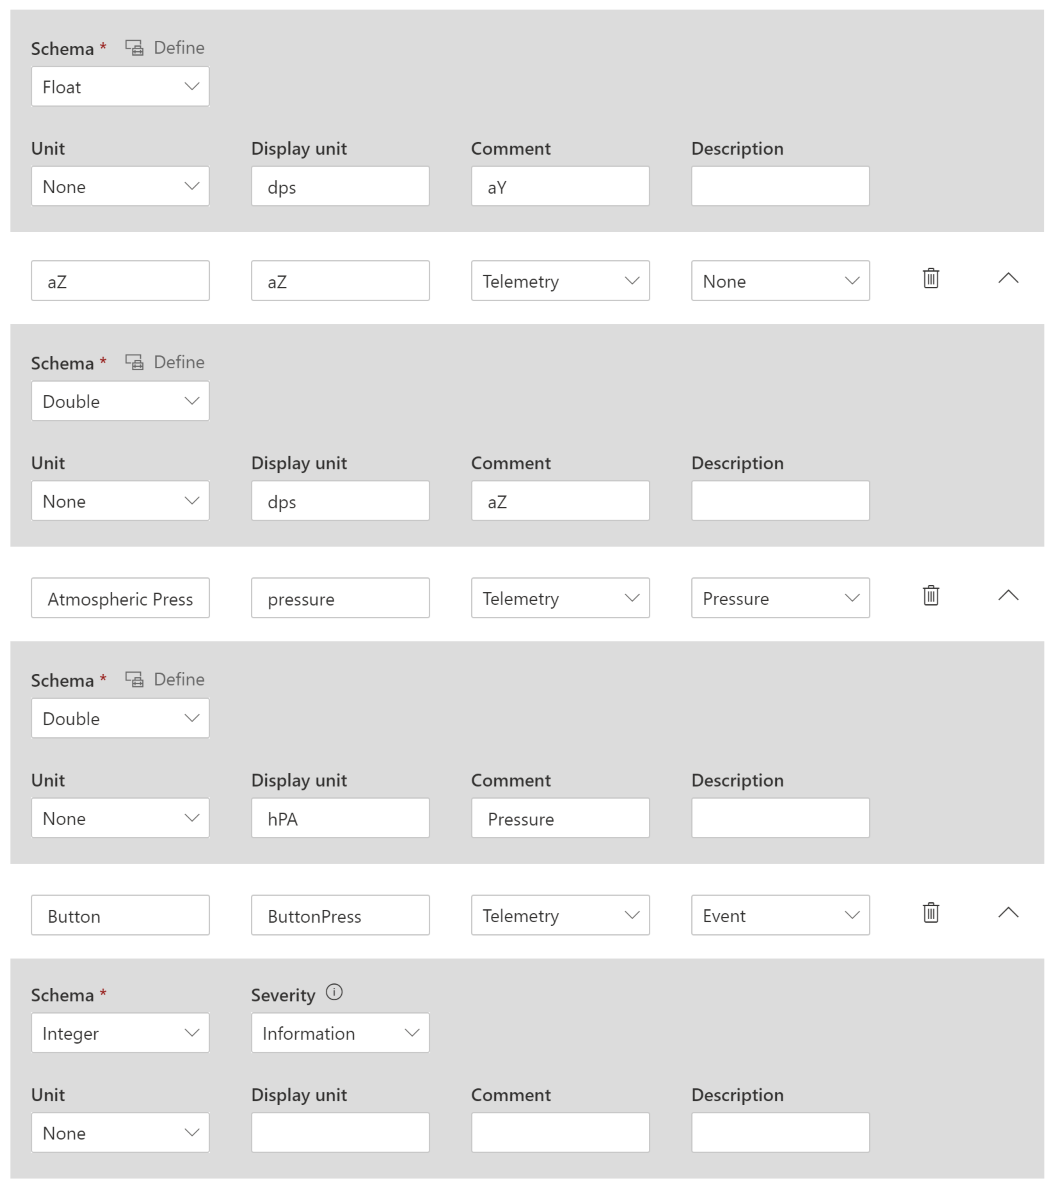 Schema * Define
Float
Unit Display unit Comment Description
None dps aY
aZ aZ Telemetry None
Schema * Define
Double
Unit Display unit Comment Description
None dps aZ
Atmospheric Press pressure Telemetry Pressure
Schema * Define
Double
Unit Display unit Comment Description
None hPA Pressure
Button ButtonPress Telemetry Event
Schema * Severity
Integer Information
Unit Display unit Comment Description
None